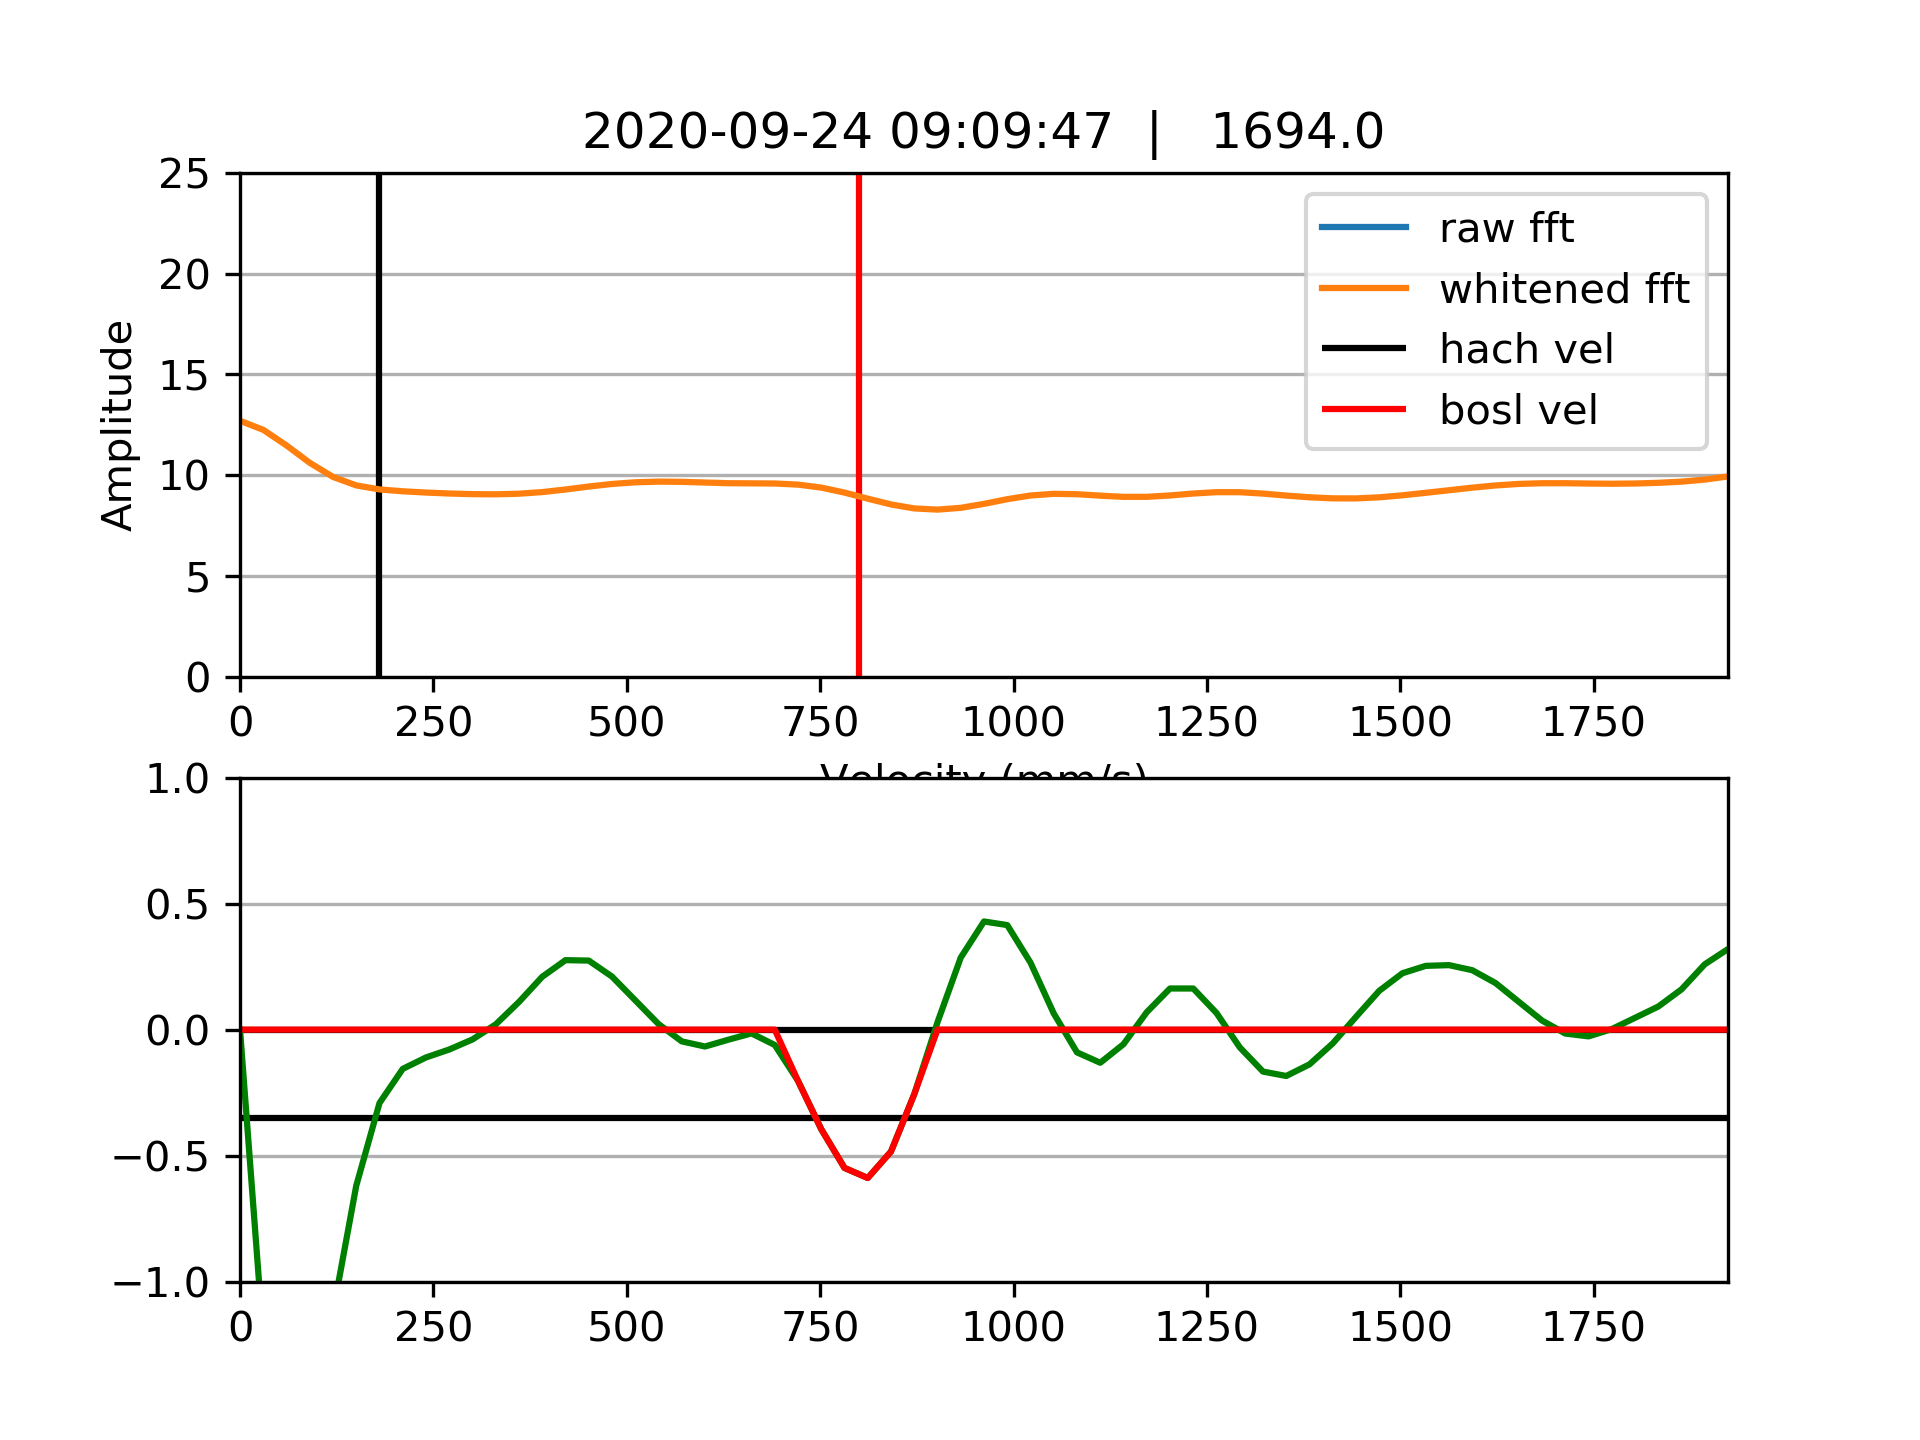 2020-09-24 09:09:47 | 1694.0
25
20
15
10
5
0
Amplitude
raw fft
whitened fft
hach vel
bosl vel
0 250 500 750 1000 1250 1500 1750
Velocity (mm/s)
1.0
0.5
0.0
−0.5
−1.0
0 250 500 750 1000 1250 1500 1750